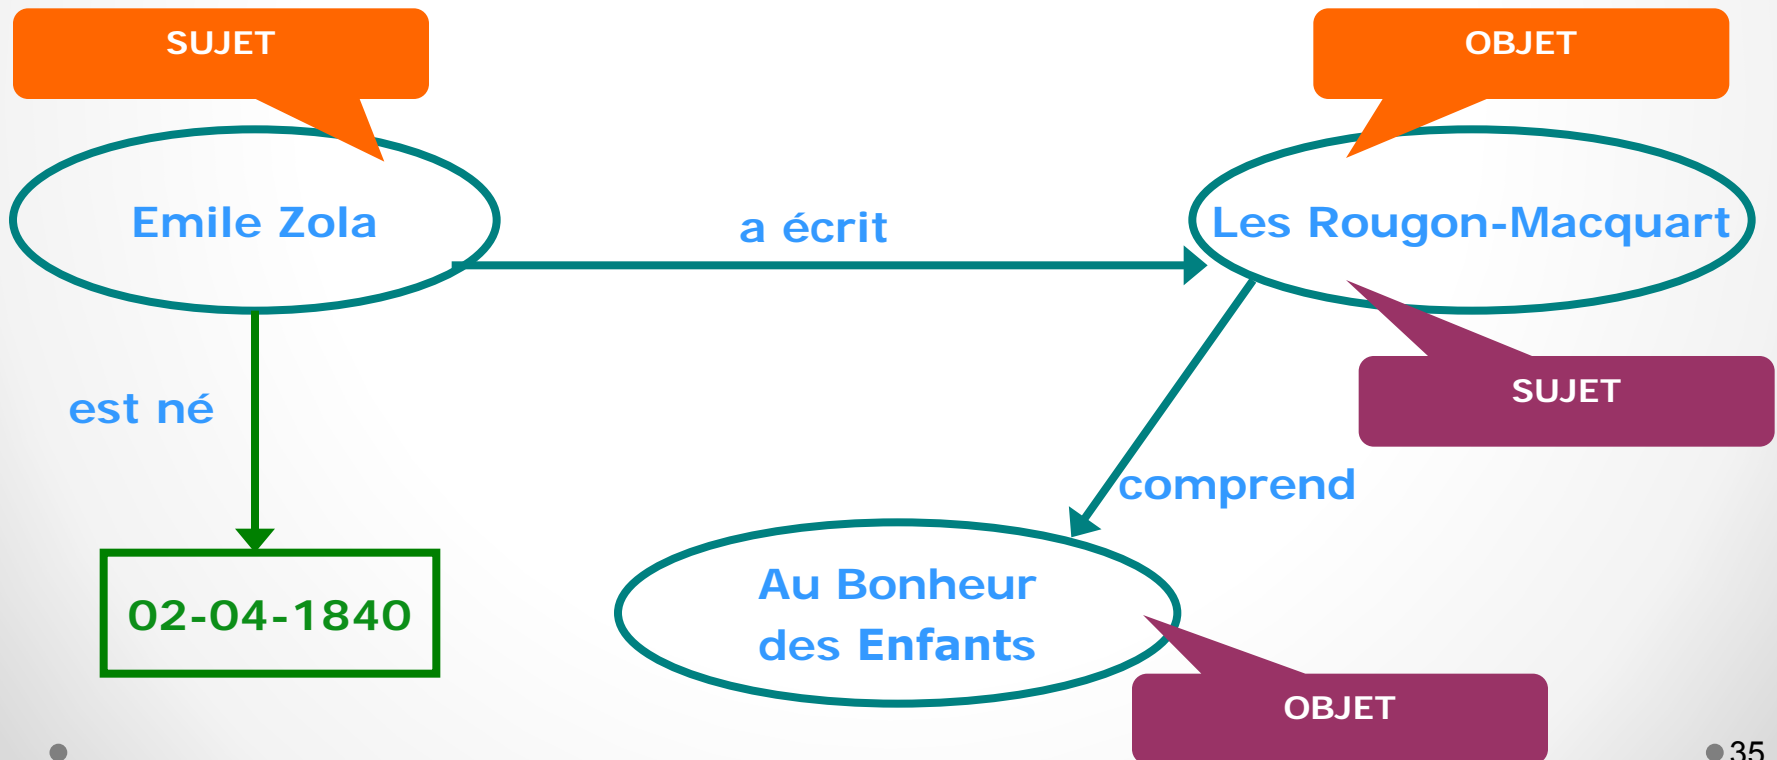 SUJET
OBJET
Emile Zola
a écrit
Les Rougon-Macquart
est né
SUJET
comprend
02-04-1840
Au Bonheur
des Enfants
OBJET
35